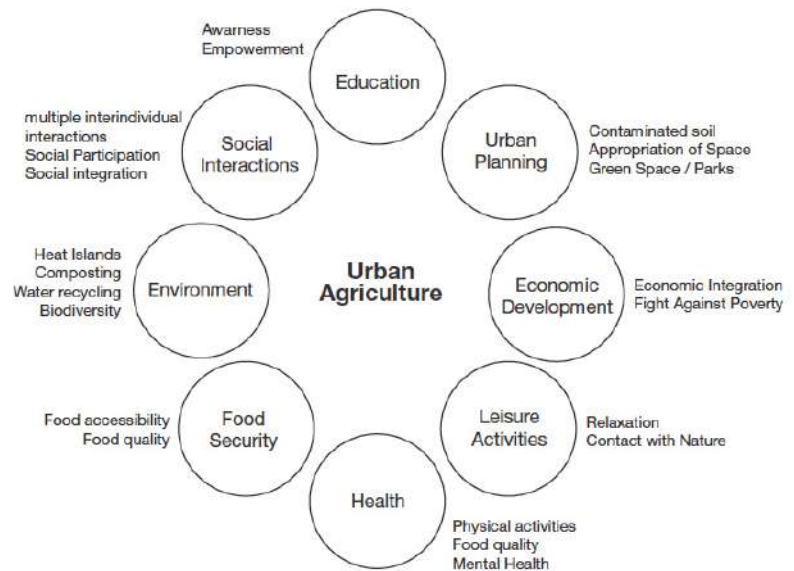 Awarness
Empowerment
Education
multiple interindividual
interactions
Social Participation
Social integration
Social
Interactions
Urban
Planning
Contaminated soil
Appropriation of Space
Green Space / Parks
Heat Islands
Composting
Water recycling
Biodiversity
Environment
Urban
Agriculture
Economic
Development
Economic Integration
Fight Against Poverty
Food accessibility
Food quality
Food
Security
Leisure
Activities
Relaxation
Contact with Nature
Health
Physical activities
Food quality
Mental Health